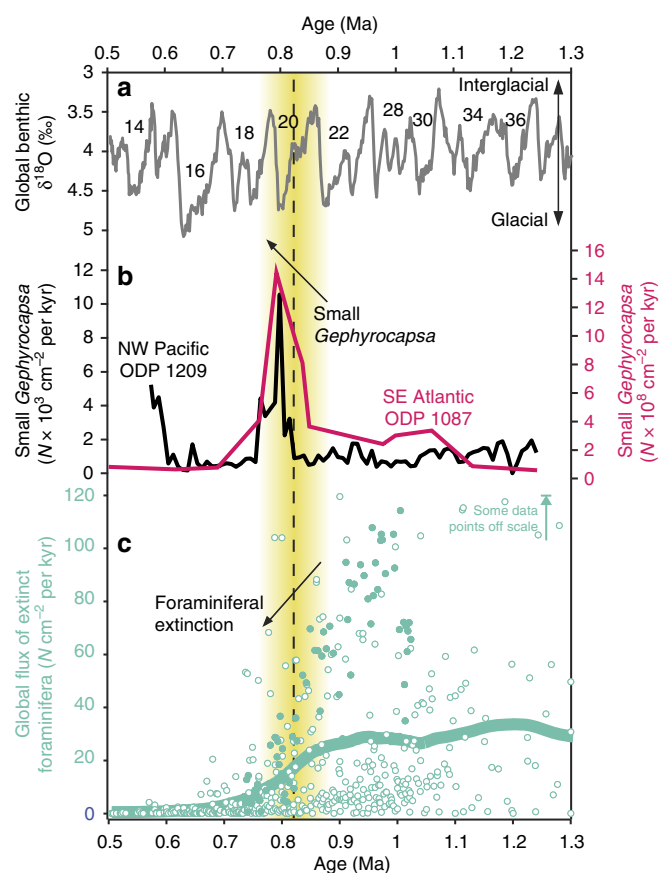 Age (Ma)
0.5 0.6 0.7 0.8 0.9 1 1.1 1.2 1.3
a
Global benthic
δ18O (‰)
3
3.5
4
4.5
5
14 16 18 20 22 28 30 34 36
Interglacial
Glacial
b
Small Gephyrocapsa
(N × 10³ cm⁻² per kyr)
12
10
8
6
4
2
0
NW Pacific
ODP 1209
Small
Gephyrocapsa
SE Atlantic
ODP 1087
16
14
12
10
8
6
4
2
0
Small Gephyrocapsa
(N × 10⁸ cm⁻² per kyr)
c
Global flux of extinct
foraminifera (N cm⁻² per kyr)
120
100
80
60
40
20
0
Some data
points off scale
Foraminiferal
extinction
0.5 0.6 0.7 0.8 0.9 1 1.1 1.2 1.3
Age (Ma)